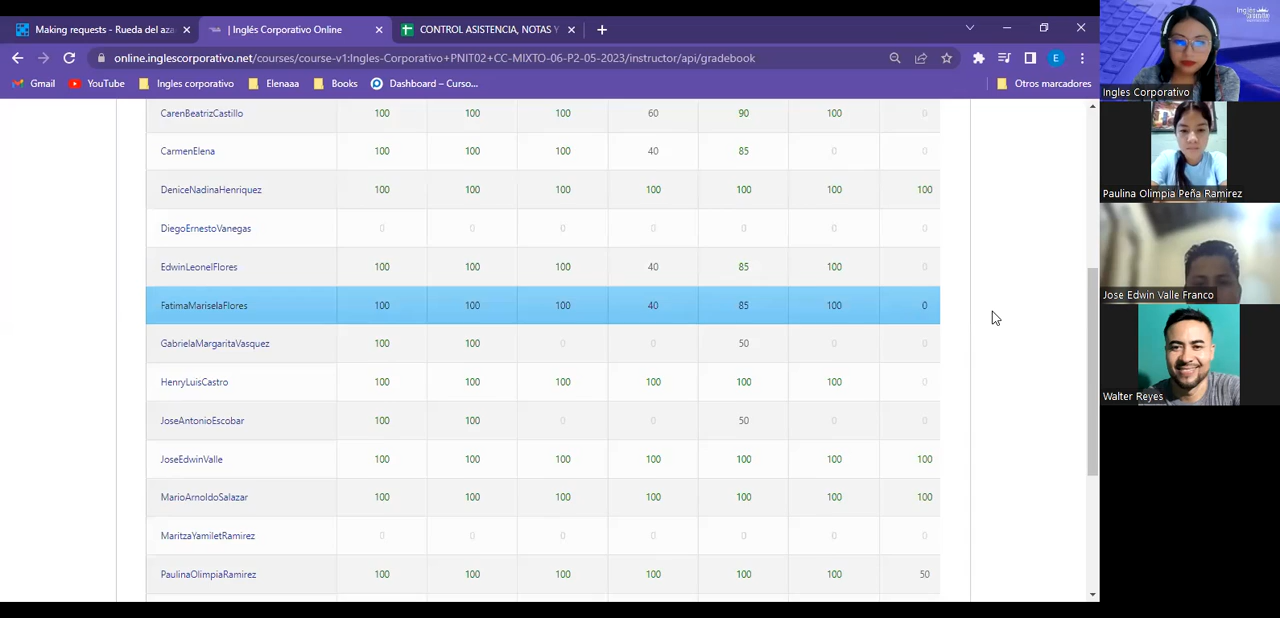 Making requests - Rueda del aza
| Inglés Corporativo Online
CONTROL ASISTENCIA, NOTAS Y
online.inglescorporativo.net/courses/course-v1:Ingles-Corporativo+PNIT02+CC-MIXTO-06-P2-05-2023/instructor/api/gradebook
E
Gmail YouTube Ingles corporativo Elenaaa Books Dashboard – Curso... Otros marcadores
CarenBeatrizCastillo 100 100 100 60 90 100 0
CarmenElena 100 100 100 40 85 0 0
DeniceNadinaHenriquez 100 100 100 100 100 100 100
DiegoErnestoVanegas 0 0 0 0 0 0 0
EdwinLeonelFlores 100 100 100 40 85 100 0
FatimaMariselaFlores 100 100 100 40 85 100 0
GabrielaMargaritaVasquez 100 100 0 0 50 0 0
HenryLuisCastro 100 100 100 100 100 100 0
JoseAntonioEscobar 100 100 0 0 50 0 0
JoseEdwinValle 100 100 100 100 100 100 100
MarioArnoldoSalazar 100 100 100 100 100 100 100
MaritzaYamiletRamirez 0 0 0 0 0 0 0
PaulinaOlimpiaRamirez 100 100 100 100 100 100 50
Ingles Corporativo
Paulina Olimpia Peña Ramirez
Jose Edwin Valle Franco
Walter Reyes